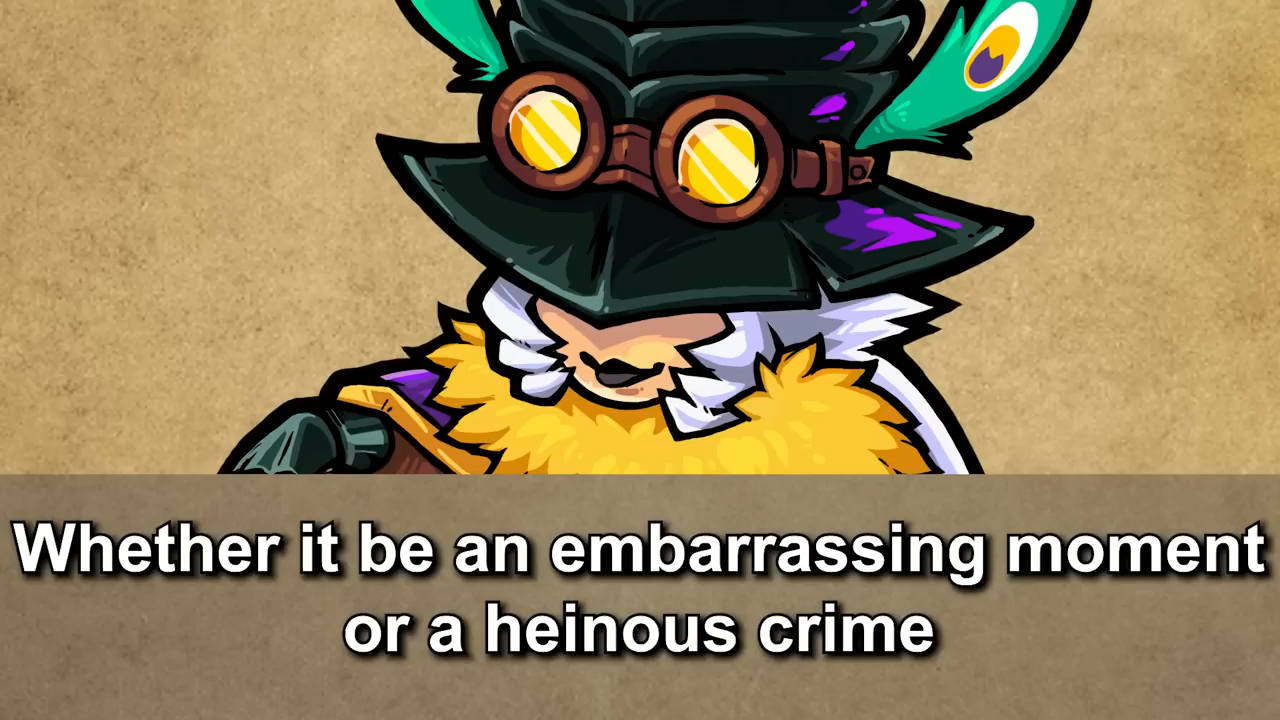 Whether it be an embarrassing moment
or a heinous crime